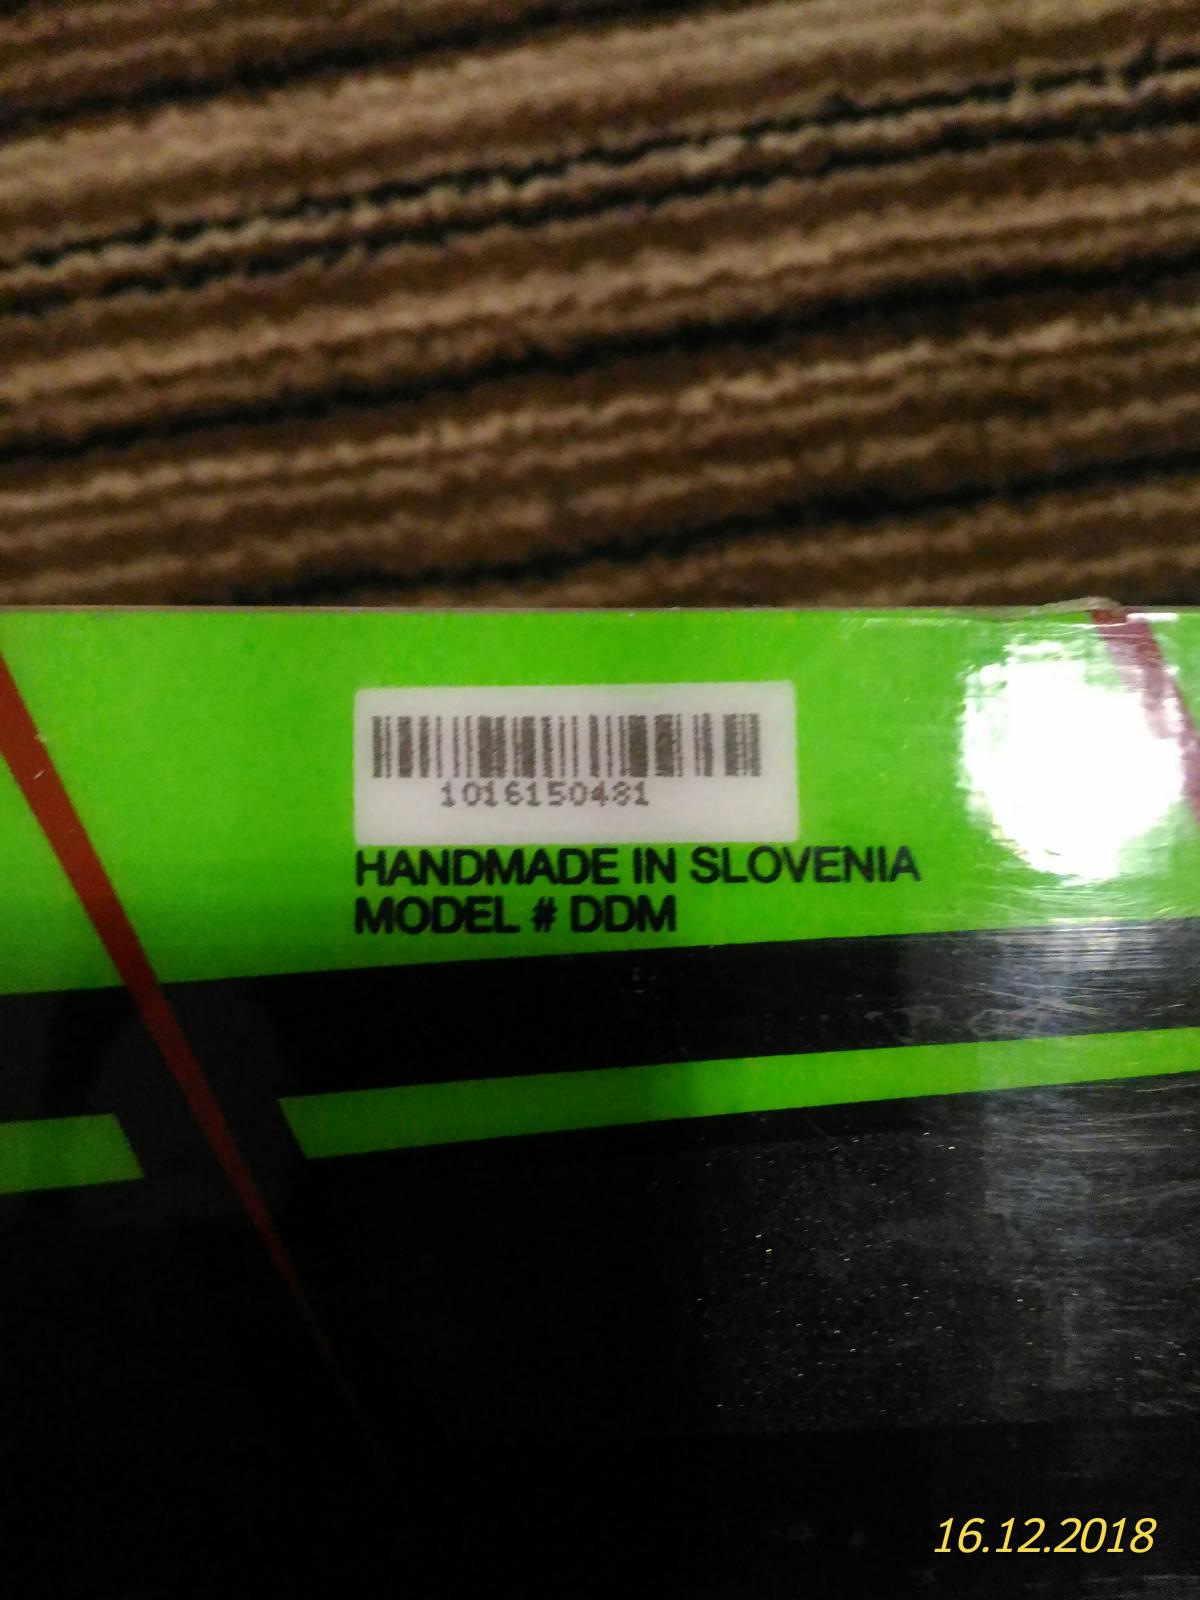 1016150481
HANDMADE IN SLOVENIA
MODEL # DDM
16.12.2018